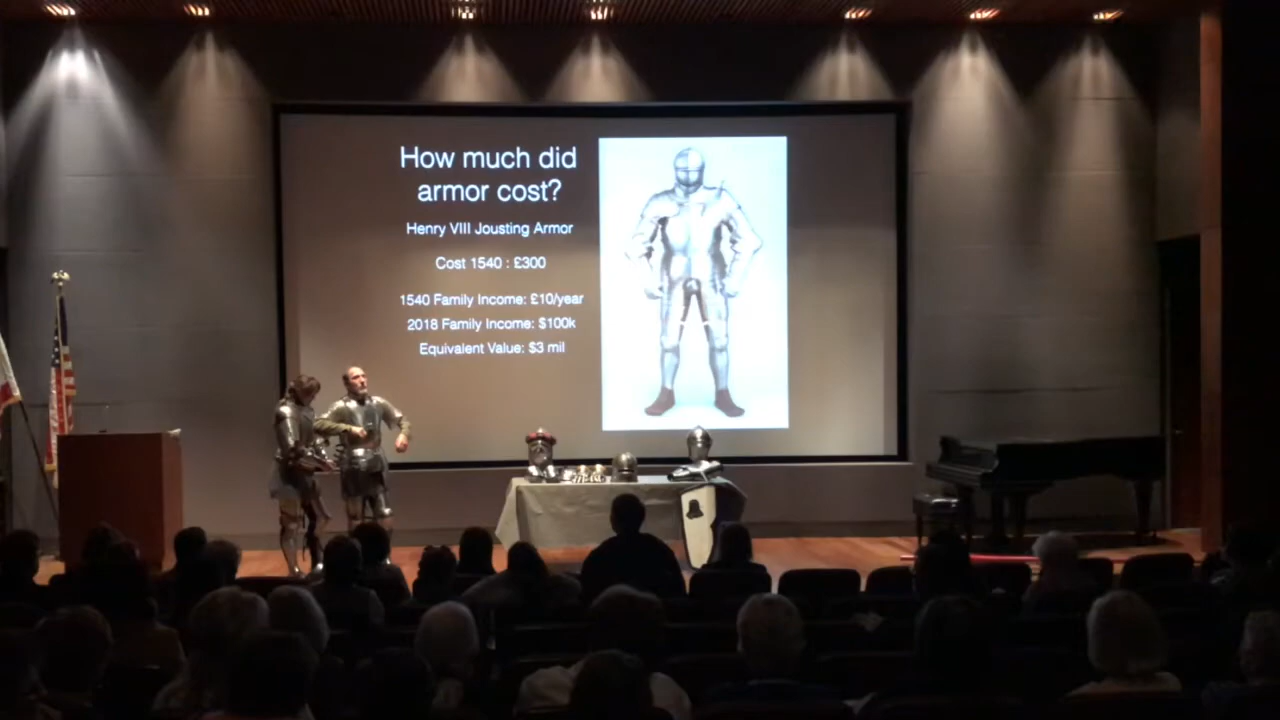 How much did
armor cost?
Henry VIII Jousting Armor
Cost 1540 : £300
1540 Family Income: £10/year
2018 Family Income: $100k
Equivalent Value: $3 mil